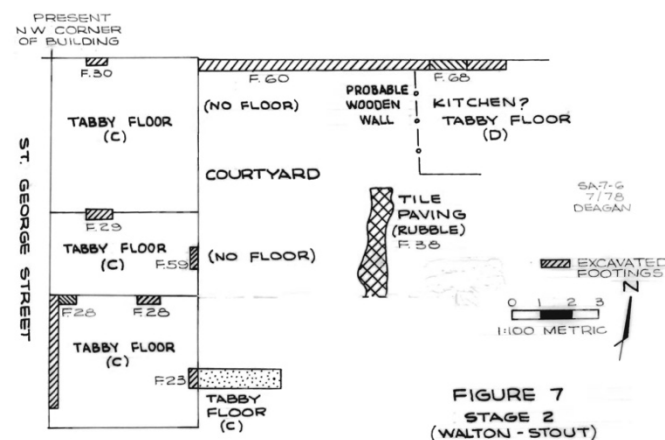 PRESENT
NW CORNER
OF BUILDING
F.30
F.60
F.68
(NO FLOOR)
PROBABLE
WOODEN
WALL
KITCHEN?
TABBY FLOOR
(D)
TABBY FLOOR
(C)
ST. GEORGE STREET
COURTYARD
SA-7-6
7/78
DEAGAN
TILE
PAVING
(RUBBLE)
F.38
F.29
TABBY FLOOR
(C)
F.59
(NO FLOOR)
EXCAVATED
FOOTINGS
N
0 1 2 3
1:100 METRIC
F.28
F.28
TABBY FLOOR
(C)
F.23
TABBY
FLOOR
(C)
FIGURE 7
STAGE 2
(WALTON - STOUT)